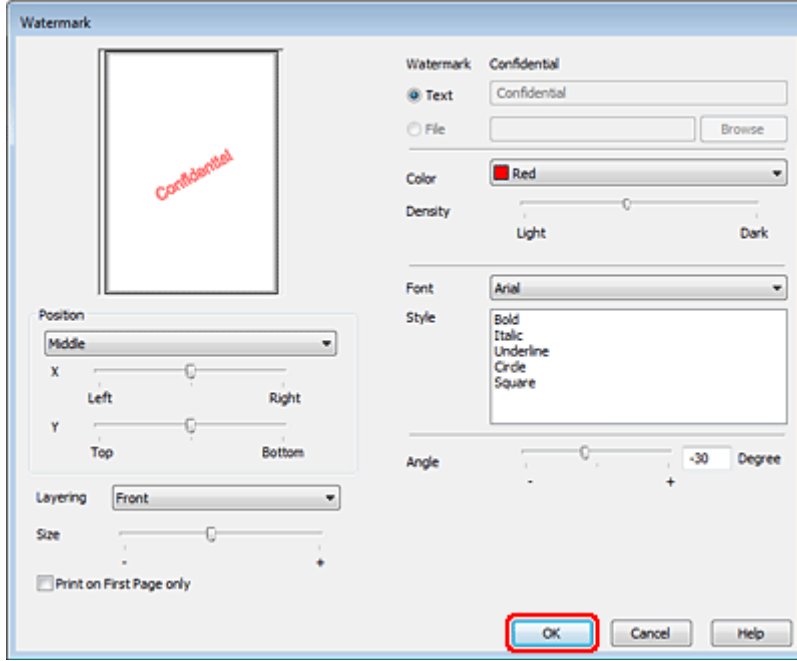 Watermark
Confidential
Position
Middle
X
Left Right
Y
Top Bottom
Layering Front
Size
- +
Print on First Page only
Watermark Confidential
Text Confidential
File Browse
Color Red
Density
Light Dark
Font Arial
Style Bold
Italic
Underline
Circle
Square
Angle -30 Degree
- +
OK Cancel Help